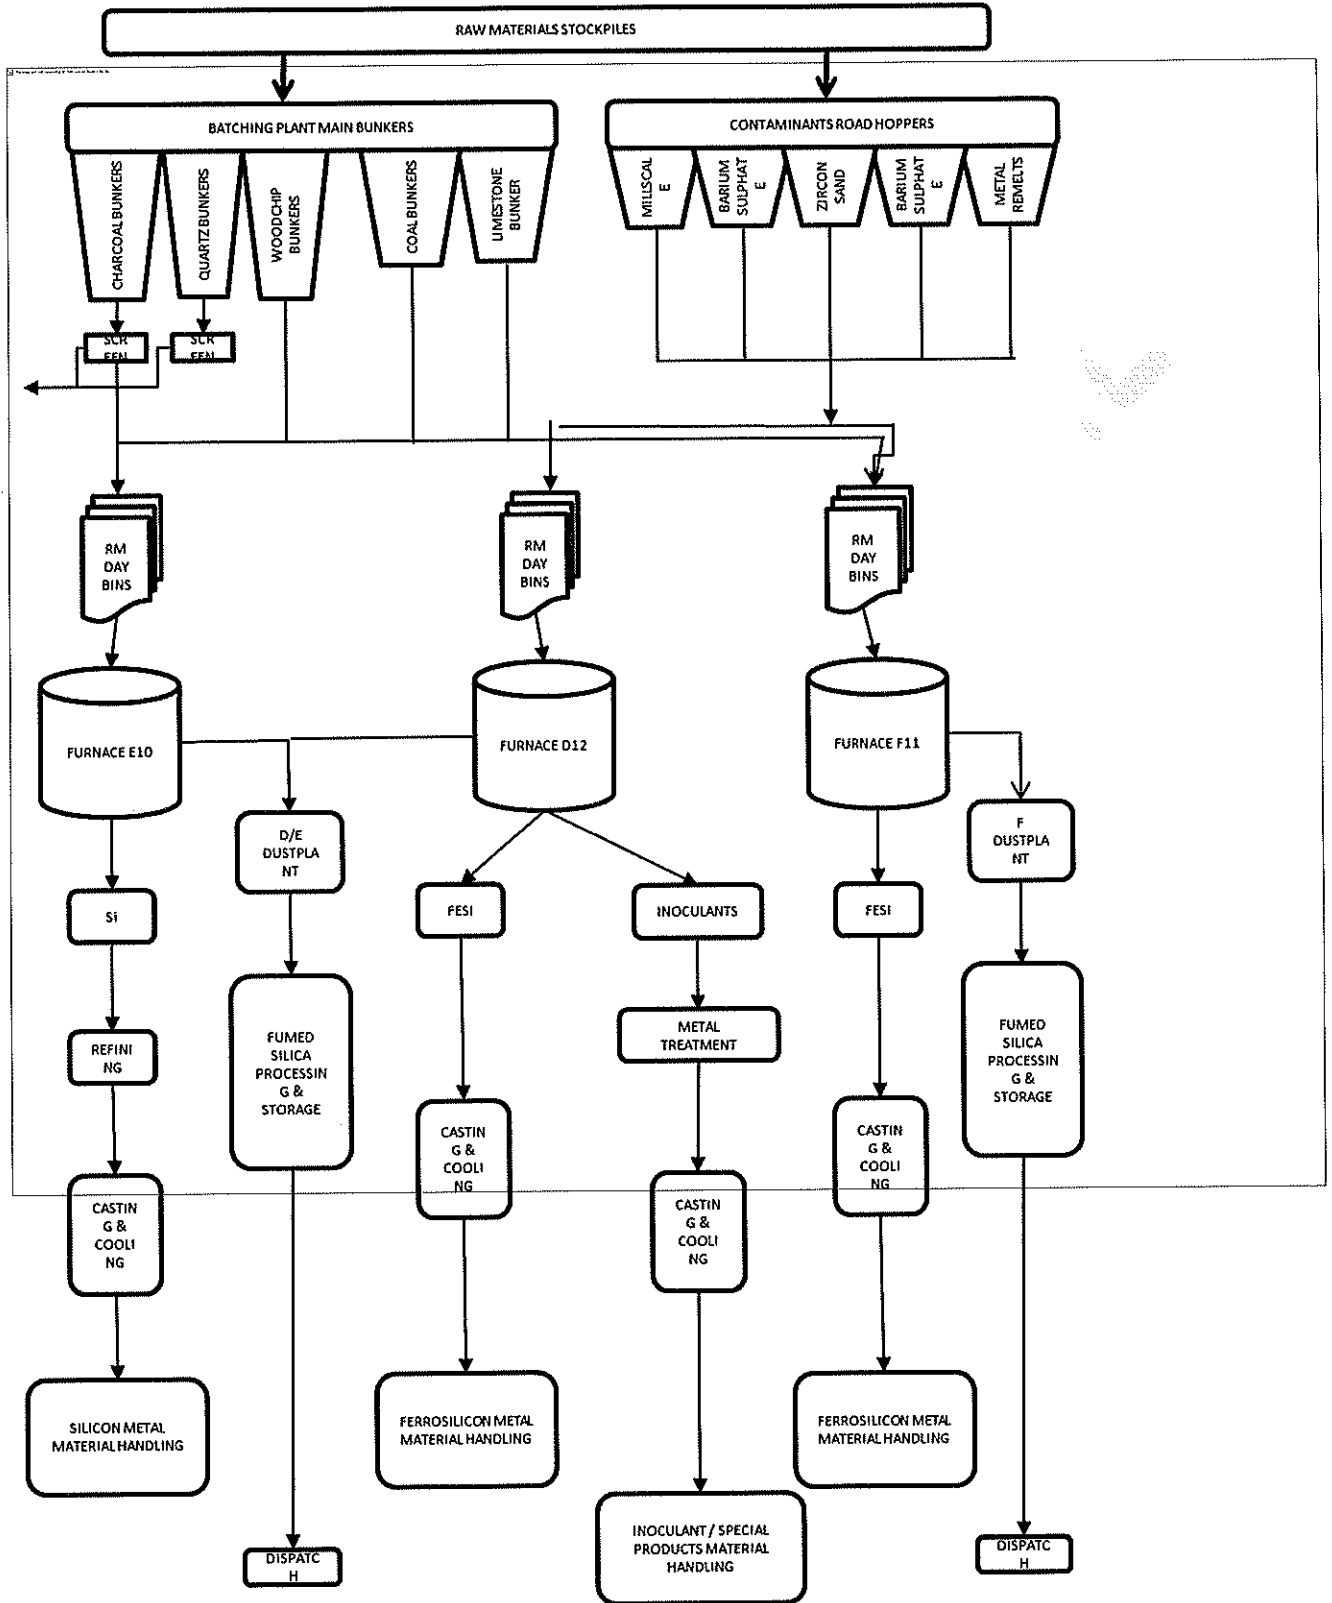 RAW MATERIALS STOCKPILES
BATCHING PLANT MAIN BUNKERS
CONTAMINANTS ROAD HOPPERS
CHARCOAL BUNKERS
QUARTZ BUNKERS
WOODCHIP
BUNKERS
COAL BUNKERS
LIMESTONE
BUNKER
MILLSCAL
E
BARIUM
SULPHAT
E
ZIRCON
SAND
BARIUM
SULPHAT
E
METAL
REMELTS
SCR
EEN
SCR
EEN
RM
DAY
BINS
RM
DAY
BINS
RM
DAY
BINS
FURNACE E10
FURNACE D12
FURNACE F11
D/E
DUSTPLA
NT
F
DUSTPLA
NT
Si
FESI
INOCULANTS
FESI
REFINI
NG
FUMED
SILICA
PROCESSIN
G &
STORAGE
METAL
TREATMENT
FUMED
SILICA
PROCESSIN
G &
STORAGE
CASTIN
G &
COOLI
NG
CASTIN
G &
COOLI
NG
CASTIN
G &
COOLI
NG
CASTIN
G &
COOLI
NG
SILICON METAL
MATERIAL HANDLING
FERROSILICON METAL
MATERIAL HANDLING
FERROSILICON METAL
MATERIAL HANDLING
INOCULANT / SPECIAL
PRODUCTS MATERIAL
HANDLING
DISPATC
H
DISPATC
H